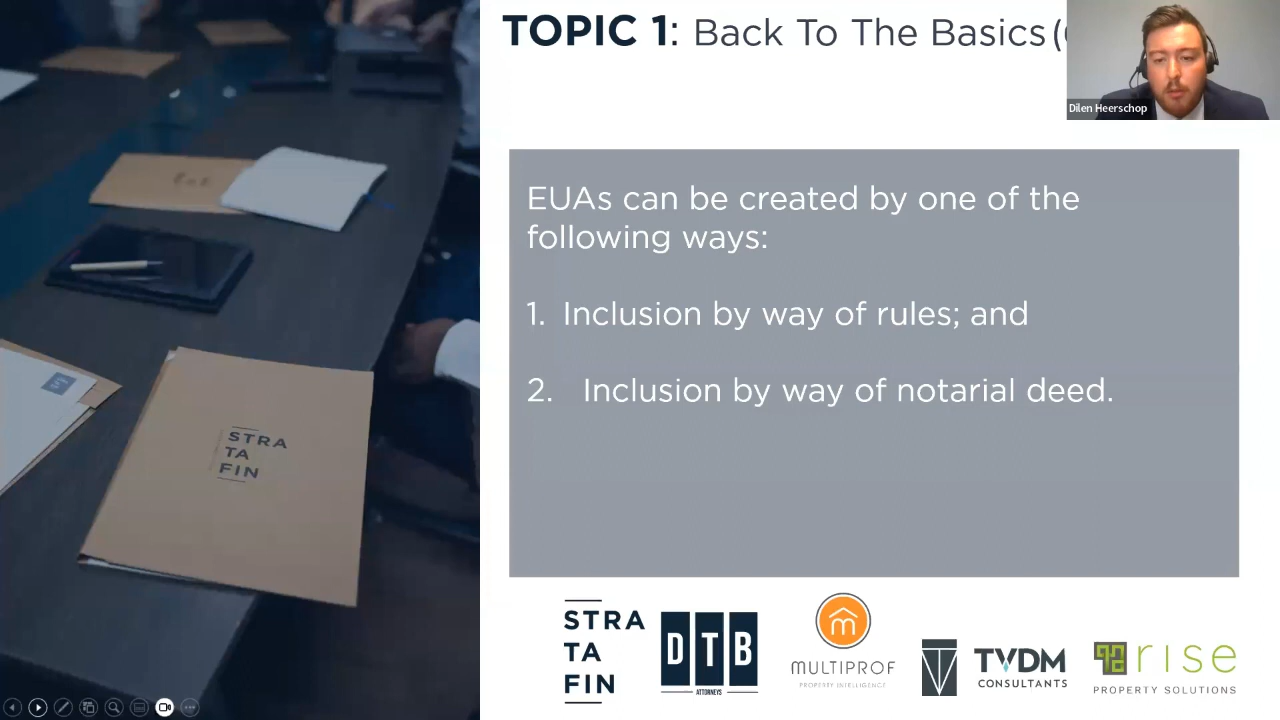 TOPIC 1: Back To The Basics (
Dilen Heerschop
EUAs can be created by one of the
following ways:
1. Inclusion by way of rules; and
2. Inclusion by way of notarial deed.
STRA
TA
FIN
STRA
TA
FIN
DTB
ATTORNEYS
MULTIPROF
PROPERTY INTELLIGENCE
TVDM
CONSULTANTS
rise
PROPERTY SOLUTIONS